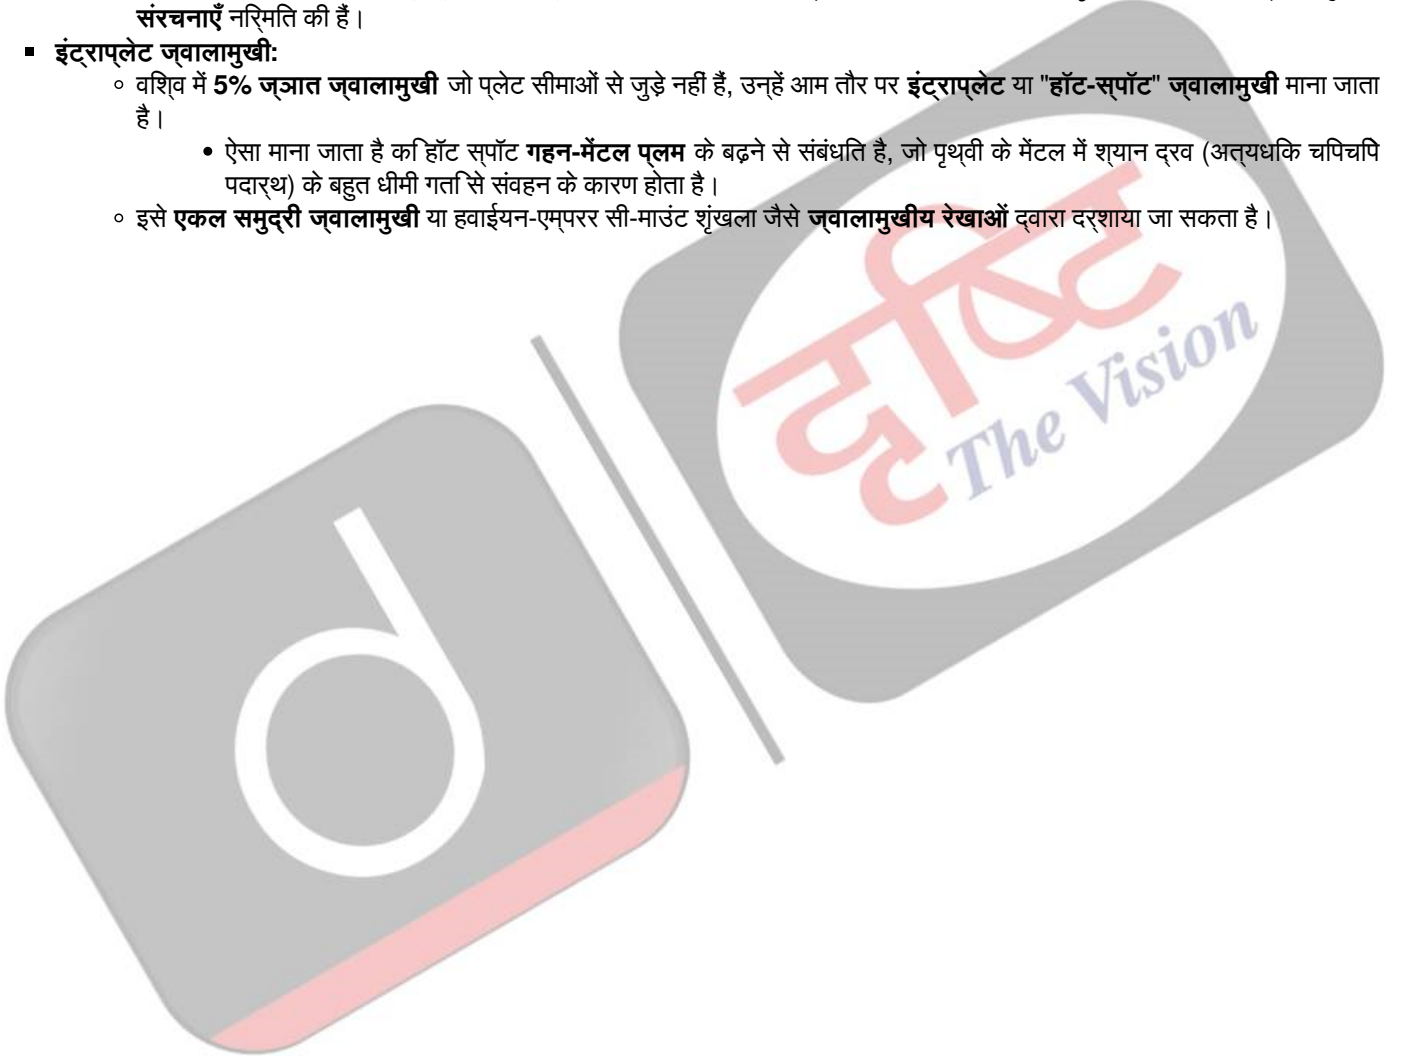 संरचनाएँ निर्मित की हैं।
इंट्राप्लेट ज्वालामुखी:
विश्व में 5% ज्ञात ज्वालामुखी जो प्लेट सीमाओं से जुड़े नहीं हैं, उन्हें आम तौर पर इंट्राप्लेट या "हॉट-स्पॉट" ज्वालामुखी माना जाता
है।
ऐसा माना जाता है कि हॉट स्पॉट गहन-मेंटल प्लम के बढ़ने से संबंधित है, जो पृथ्वी के मेंटल में श्यान द्रव (अत्यधिक चिपचिपे
पदार्थ) के बहुत धीमी गति से संवहन के कारण होता है।
इसे एकल समुद्री ज्वालामुखी या हवाईयन-एम्परर सी-माउंट शृंखला जैसे ज्वालामुखीय रेखाओं द्वारा दर्शाया जा सकता है।
दृष्टि
The Vision
d